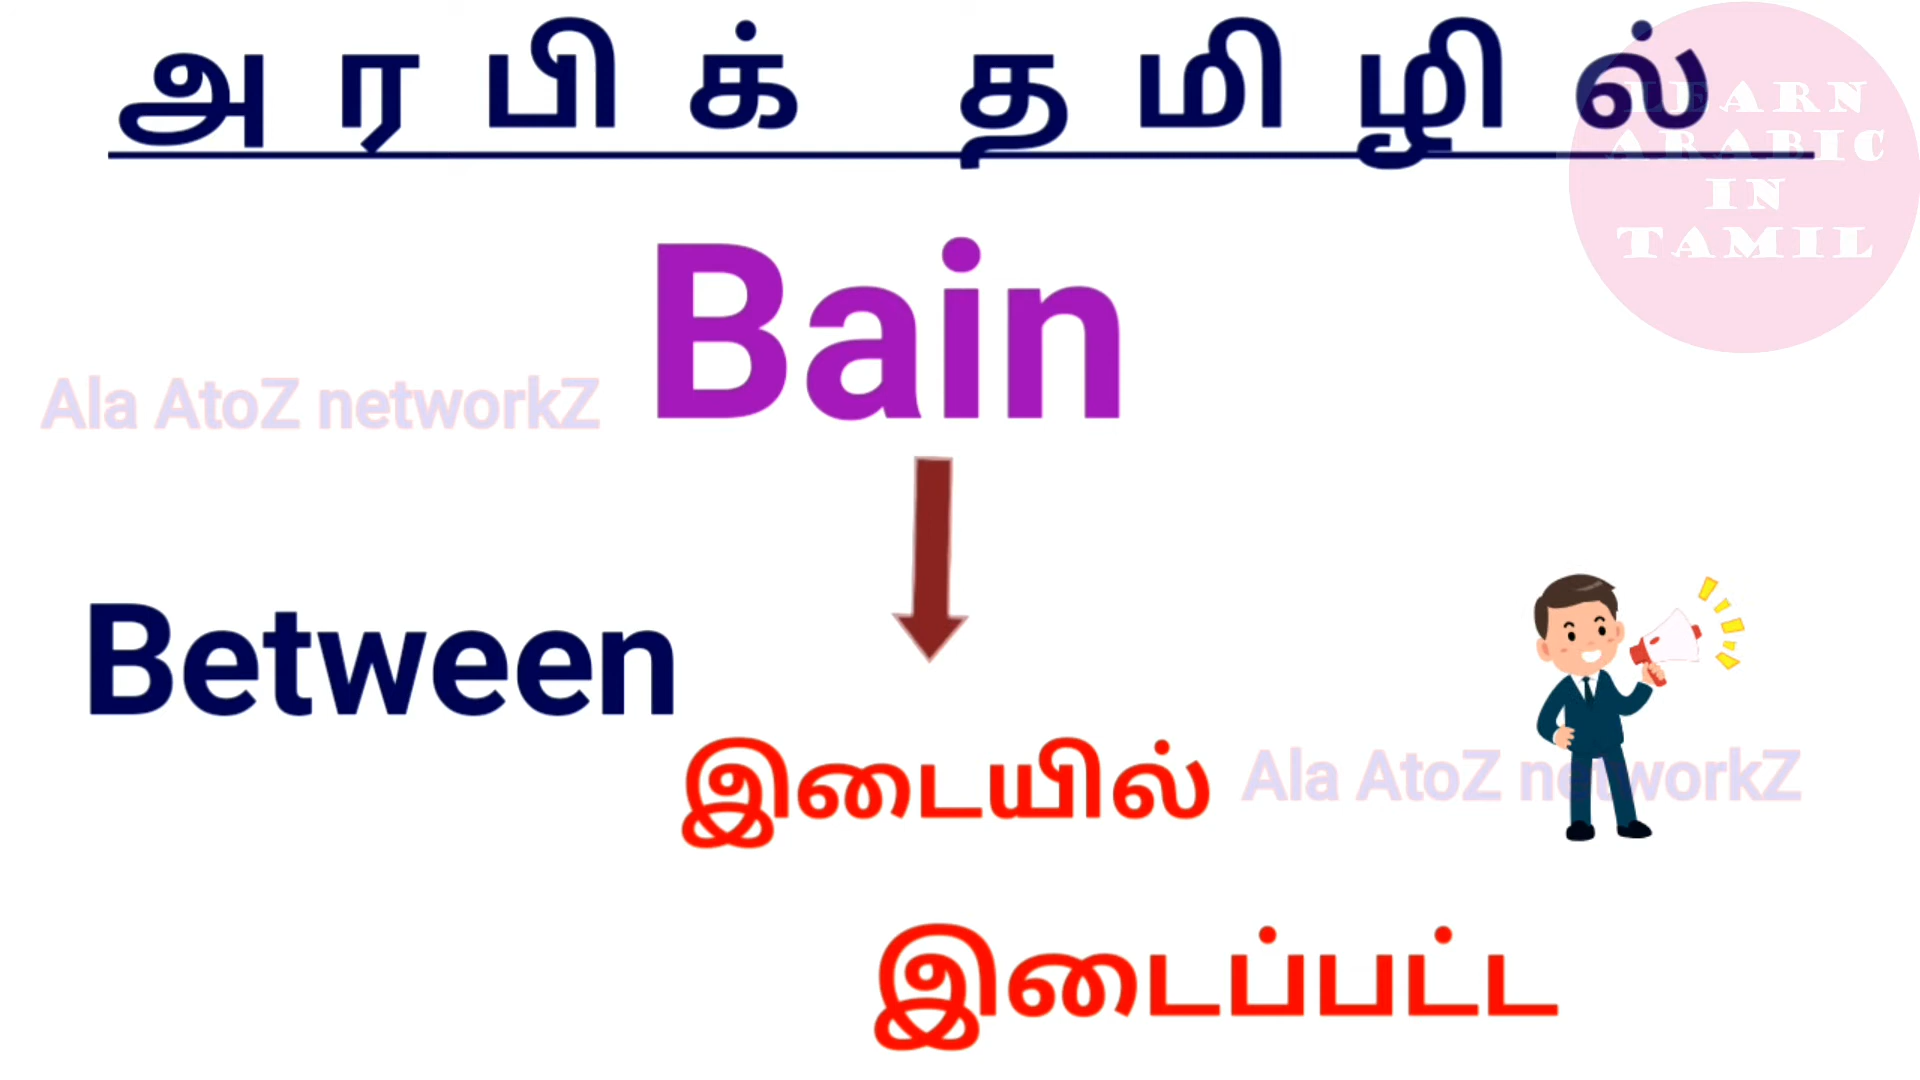 அ ர பி க் த மி ழி ல்
LEARN
ARABIC
IN
TAMIL
Bain
Ala AtoZ networkZ
Between
இடையில்
Ala AtoZ networkZ
இடைப்பட்ட